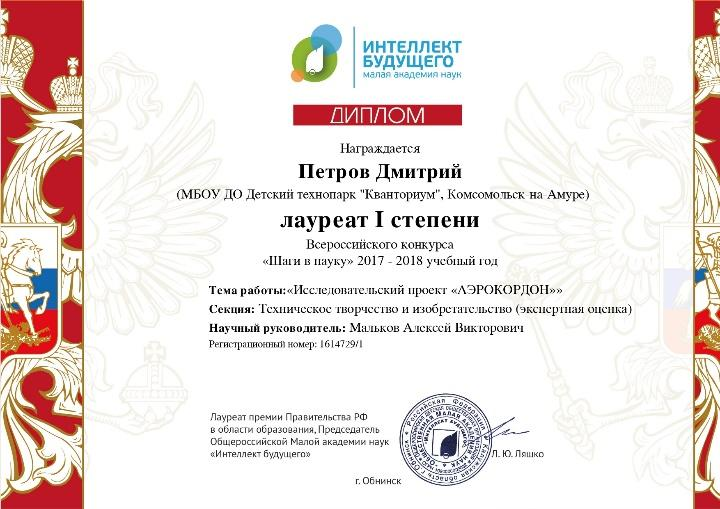 ИНТЕЛЛЕКТ
БУДУЩЕГО
малая академия наук
ДИПЛОМ
Награждается
Петров Дмитрий
(МБОУ ДО Детский технопарк "Кванториум", Комсомольск-на-Амуре)
лауреат I степени
Всероссийского конкурса
«Шаги в науку» 2017 - 2018 учебный год
Тема работы:«Исследовательский проект «АЭРОКОРДОН»»
Секция: Техническое творчество и изобретательство (экспертная оценка)
Научный руководитель: Мальков Алексей Викторович
Регистрационный номер: 1614729/1
Лауреат премии Правительства РФ
в области образования, Председатель
Общероссийской Малой академии наук
«Интеллект будущего»
Л. Ю. Ляшко
г. Обнинск